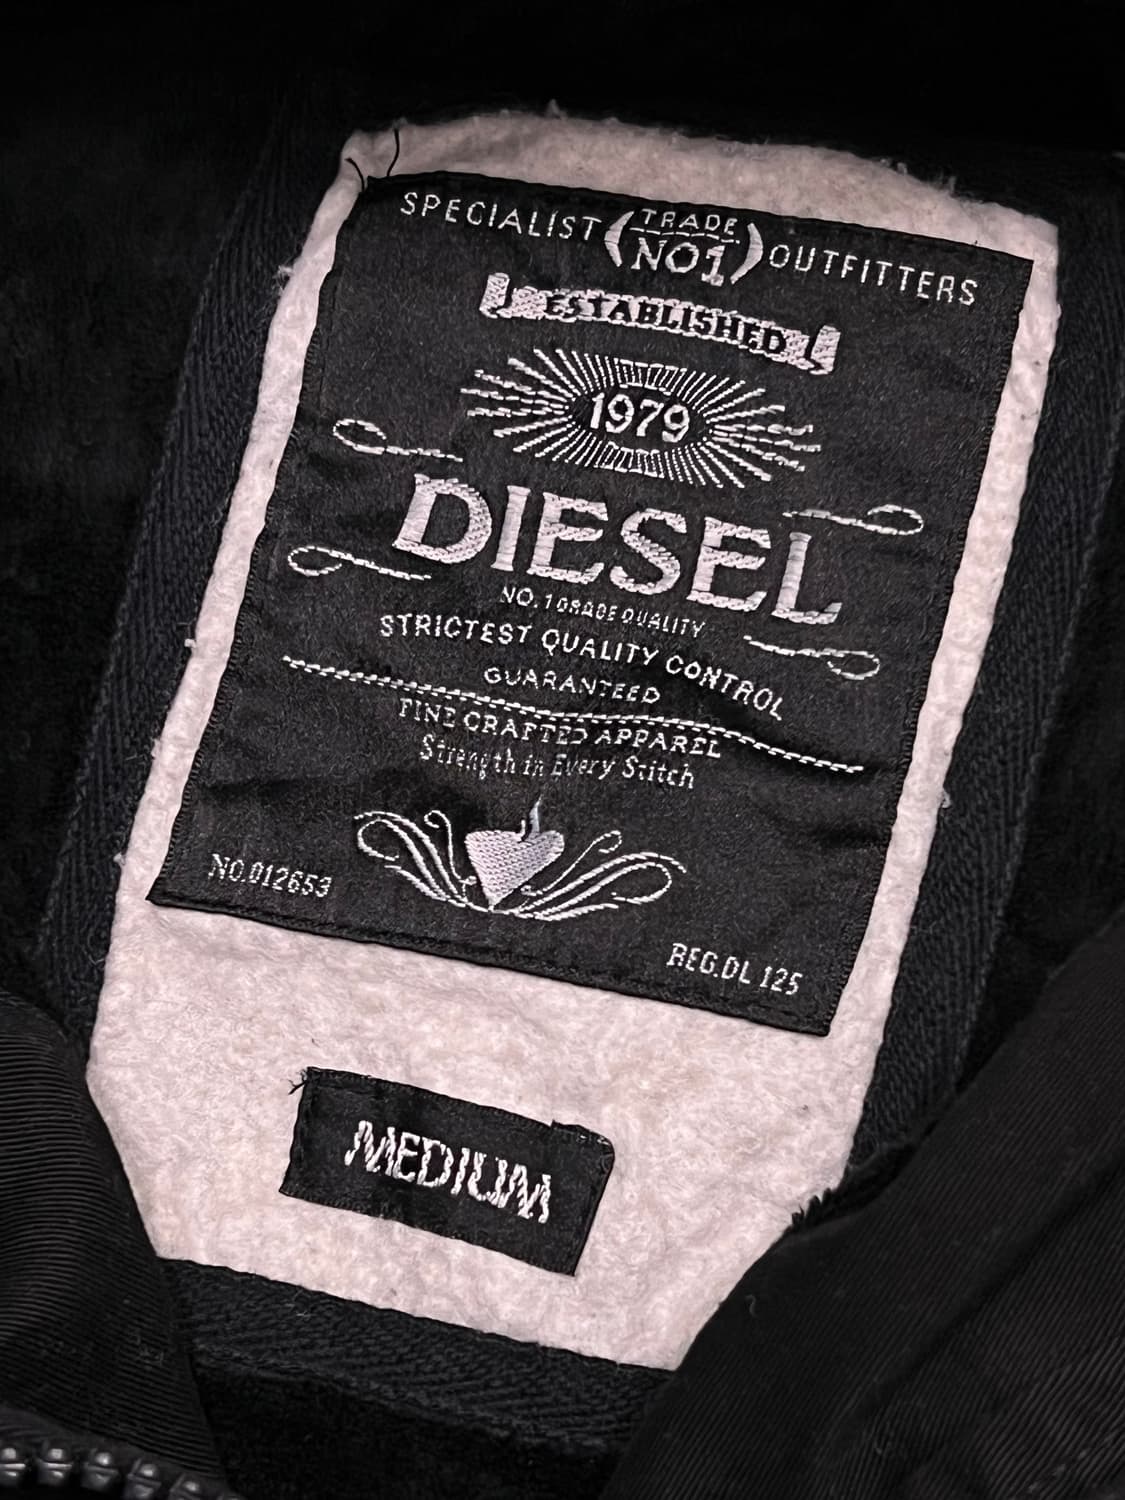 SPECIALIST (TRADE NO1) OUTFITTERS
ESTABLISHED
1979
DIESEL
NO.1 GRADE QUALITY
STRICTEST QUALITY CONTROL
GUARANTEED
FINE CRAFTED APPAREL
Strength in Every Stitch
NO.012653
REG.DL 125
MEDIUM